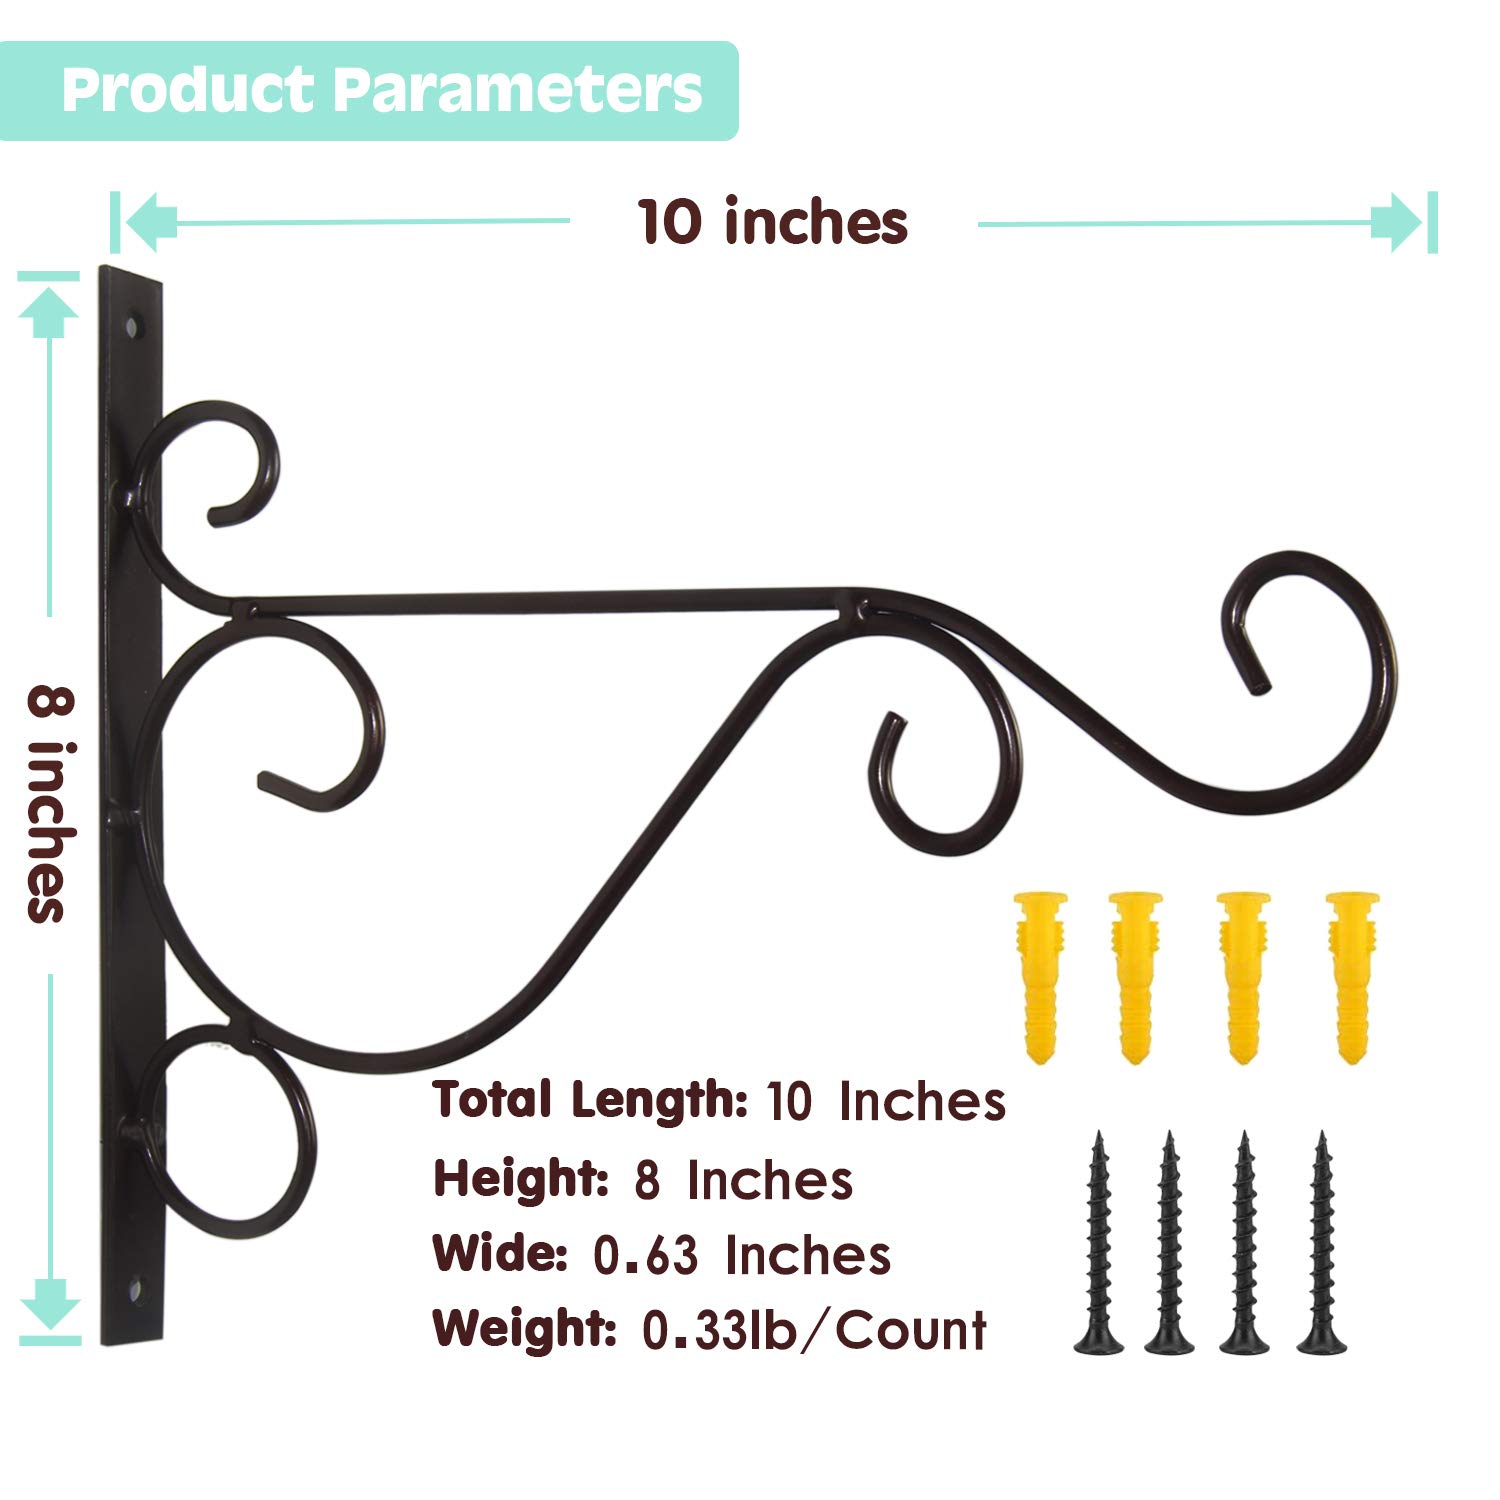 Product Parameters
10 inches
8 inches
Total Length: 10 Inches
Height: 8 Inches
Wide: 0.63 Inches
Weight: 0.33lb/Count